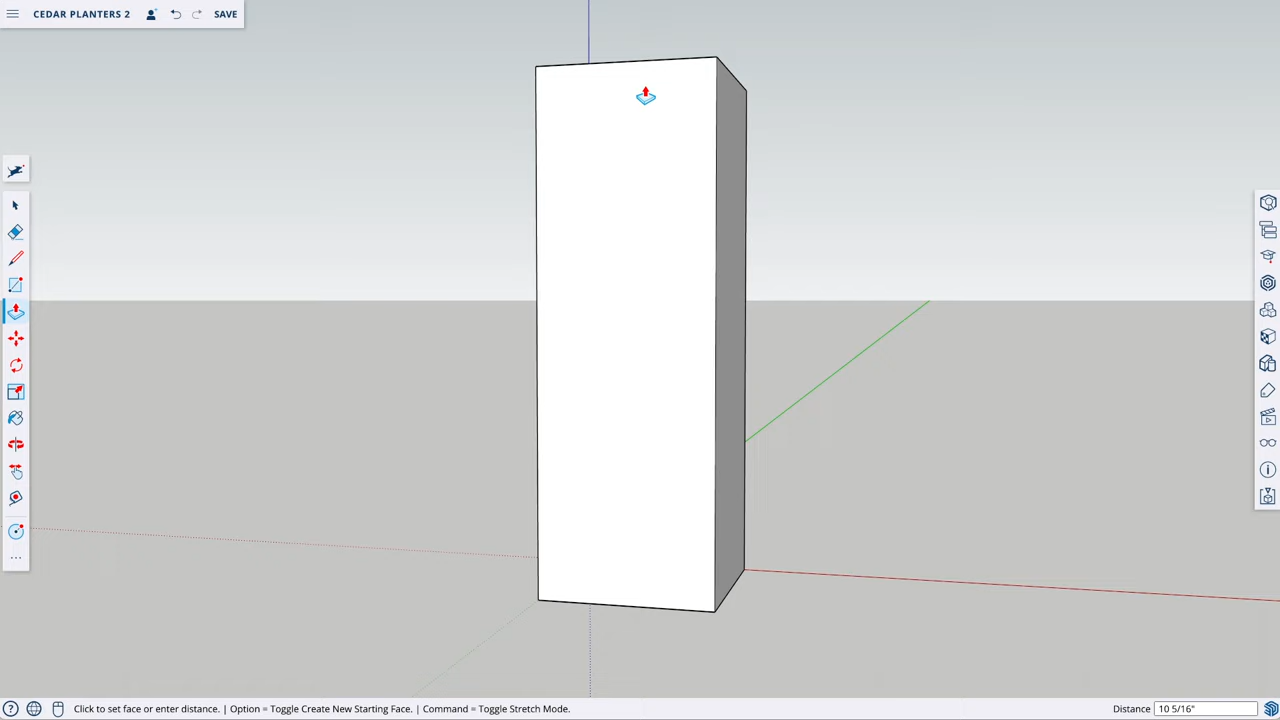 CEDAR PLANTERS 2 SAVE
Click to set face or enter distance. | Option = Toggle Create New Starting Face. | Command = Toggle Stretch Mode. Distance 10 5/16"